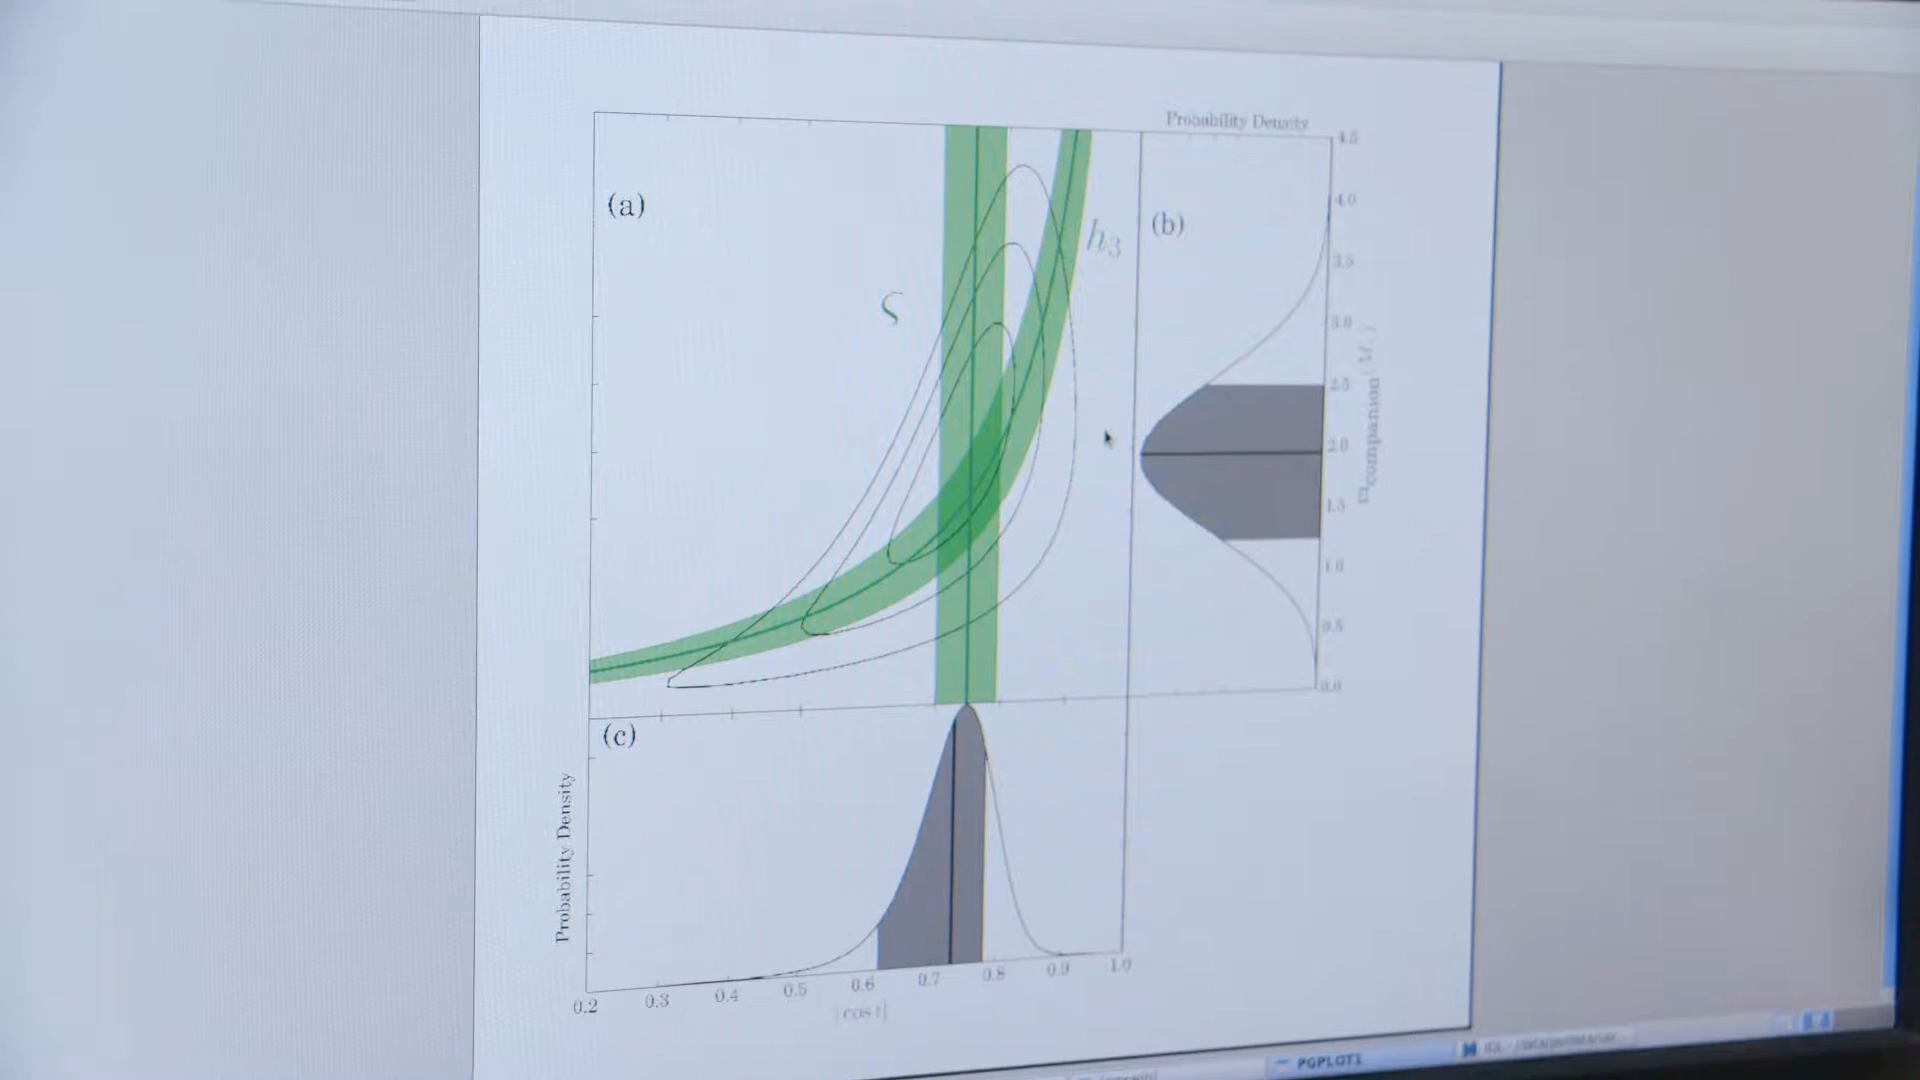 Probability Density
4.5
(a)
4.0
(b)
h3
3.5
ς
3.0
2.5
2.0
mcompanion(M
1.5
1.0
0.5
0.0
(c)
Probability Density
0.2 0.3 0.4 0.5 0.6 0.7 0.8 0.9 1.0
|cos i|
PGPLOT1